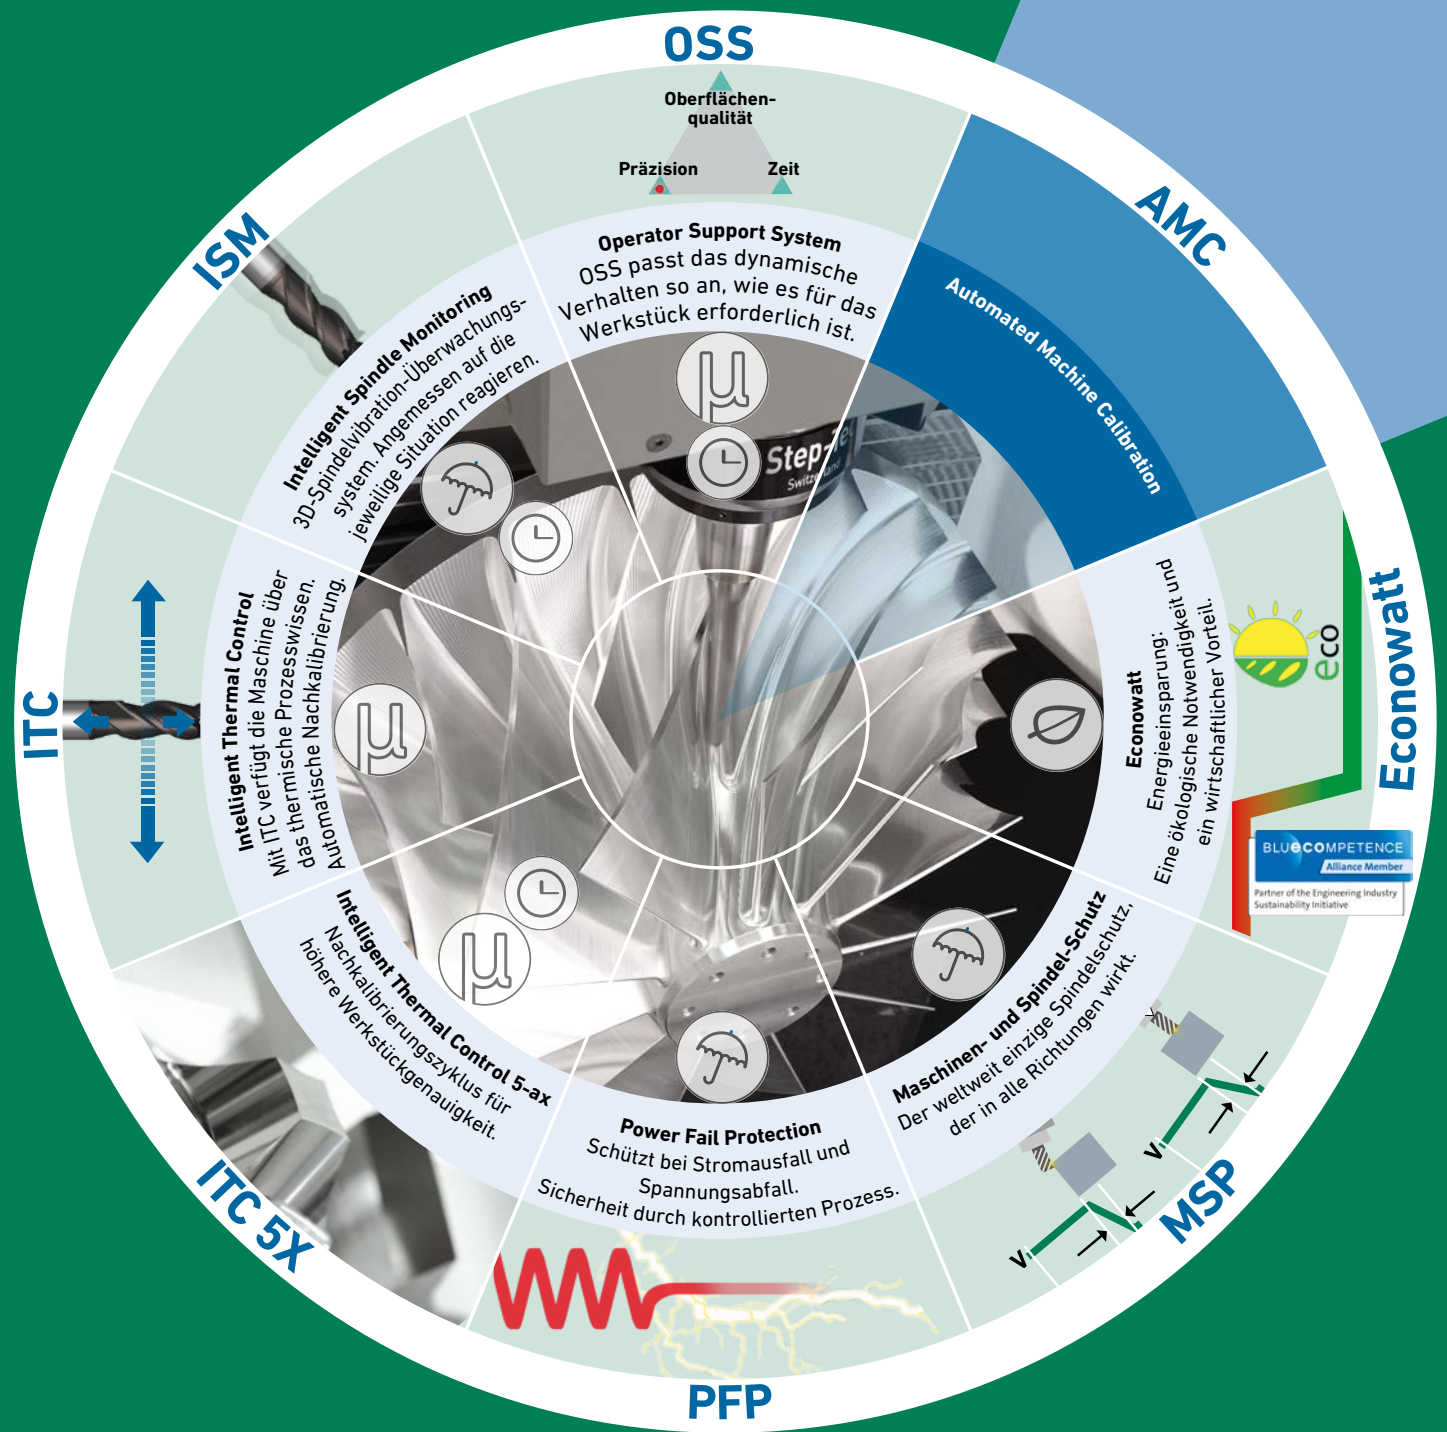 OSS
Oberflächen-
qualität
Präzision
Zeit
Operator Support System
OSS passt das dynamische
Verhalten so an, wie es für das
Werkstück erforderlich ist.
AMC
Automated Machine Calibration
Econowatt
eco
Econowatt
Energieeinsparung:
Eine ökologische Notwendigkeit und
ein wirtschaftlicher Vorteil.
BLUeCOMPETENCE
Alliance Member
Partner of the Engineering Industry
Sustainability Initiative
MSP
Maschinen- und Spindel-Schutz
Der weltweit einzige Spindelschutz,
der in alle Richtungen wirkt.
V
V
PFP
Power Fail Protection
Schützt bei Stromausfall und
Spannungsabfall.
Sicherheit durch kontrollierten Prozess.
ITC 5X
Intelligent Thermal Control 5-ax
Nachkalibrierungszyklus für
höhere Werkstückgenauigkeit.
ITC
Intelligent Thermal Control
Mit ITC verfügt die Maschine über
das thermische Prozesswissen.
Automatische Nachkalibrierung.
ISM
Intelligent Spindle Monitoring
3D-Spindelvibration-Überwachungs-
system. Angemessen auf die
jeweilige Situation reagieren.
µ
µ
µ
Step-Tec
Switzerland